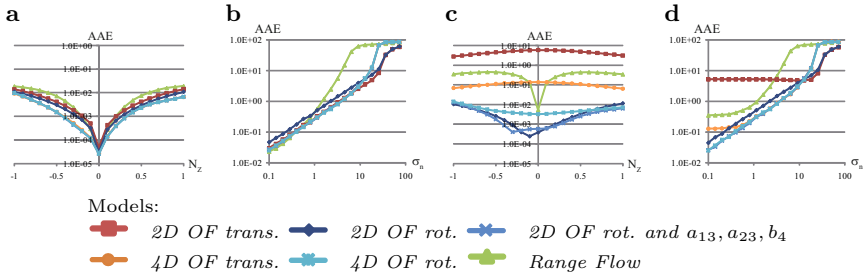 a b c d
AAE AAE AAE AAE
1.0E+00 1.0E+02 1.0E+01 1.0E+02
1.0E-01 1.0E+01 1.0E+00 1.0E+01
1.0E-02 1.0E+00 1.0E-01 1.0E+00
1.0E-03 1.0E-01 1.0E-02 1.0E-01
1.0E-04 1.0E-02 1.0E-03 1.0E-02
1.0E-05 1.0E-04
1.0E-05
-1 -0.5 0 0.5 1 0.1 1 10 100 -1 -0.5 0 0.5 1 0.1 1 10 100
N_Z σ_n N_Z σ_n
Models:
2D OF trans. 2D OF rot. 2D OF rot. and a₁₃, a₂₃, b₄
4D OF trans. 4D OF rot. Range Flow